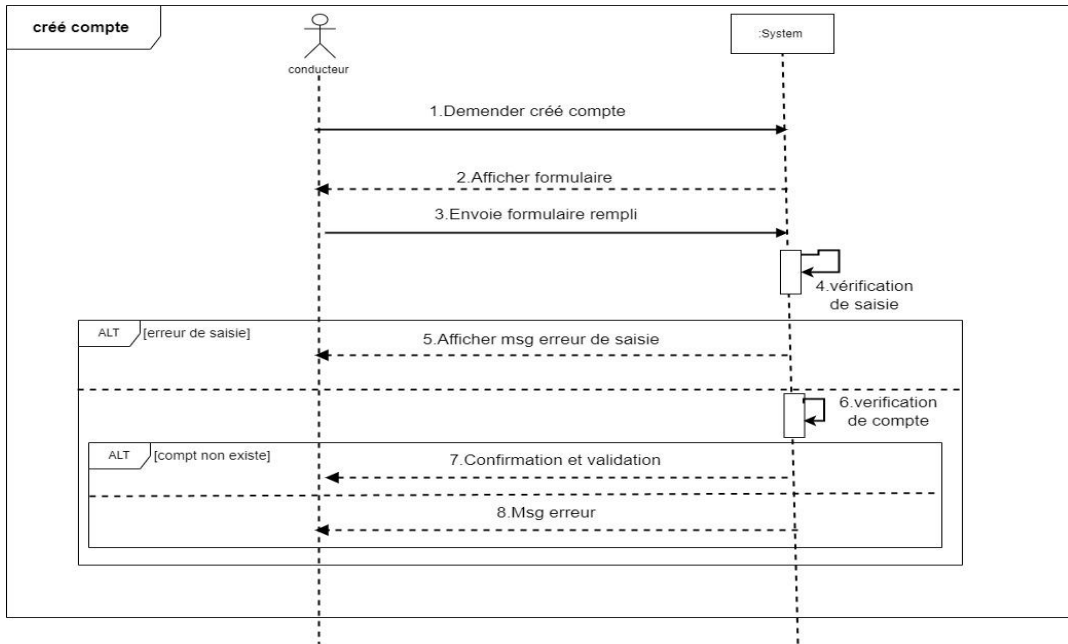 créé compte
conducteur
:System
1.Demender créé compte
2.Afficher formulaire
3.Envoie formulaire rempli
4.vérification
de saisie
ALT
[erreur de saisie]
5.Afficher msg erreur de saisie
6.verification
de compte
ALT
[compt non existe]
7.Confirmation et validation
8.Msg erreur